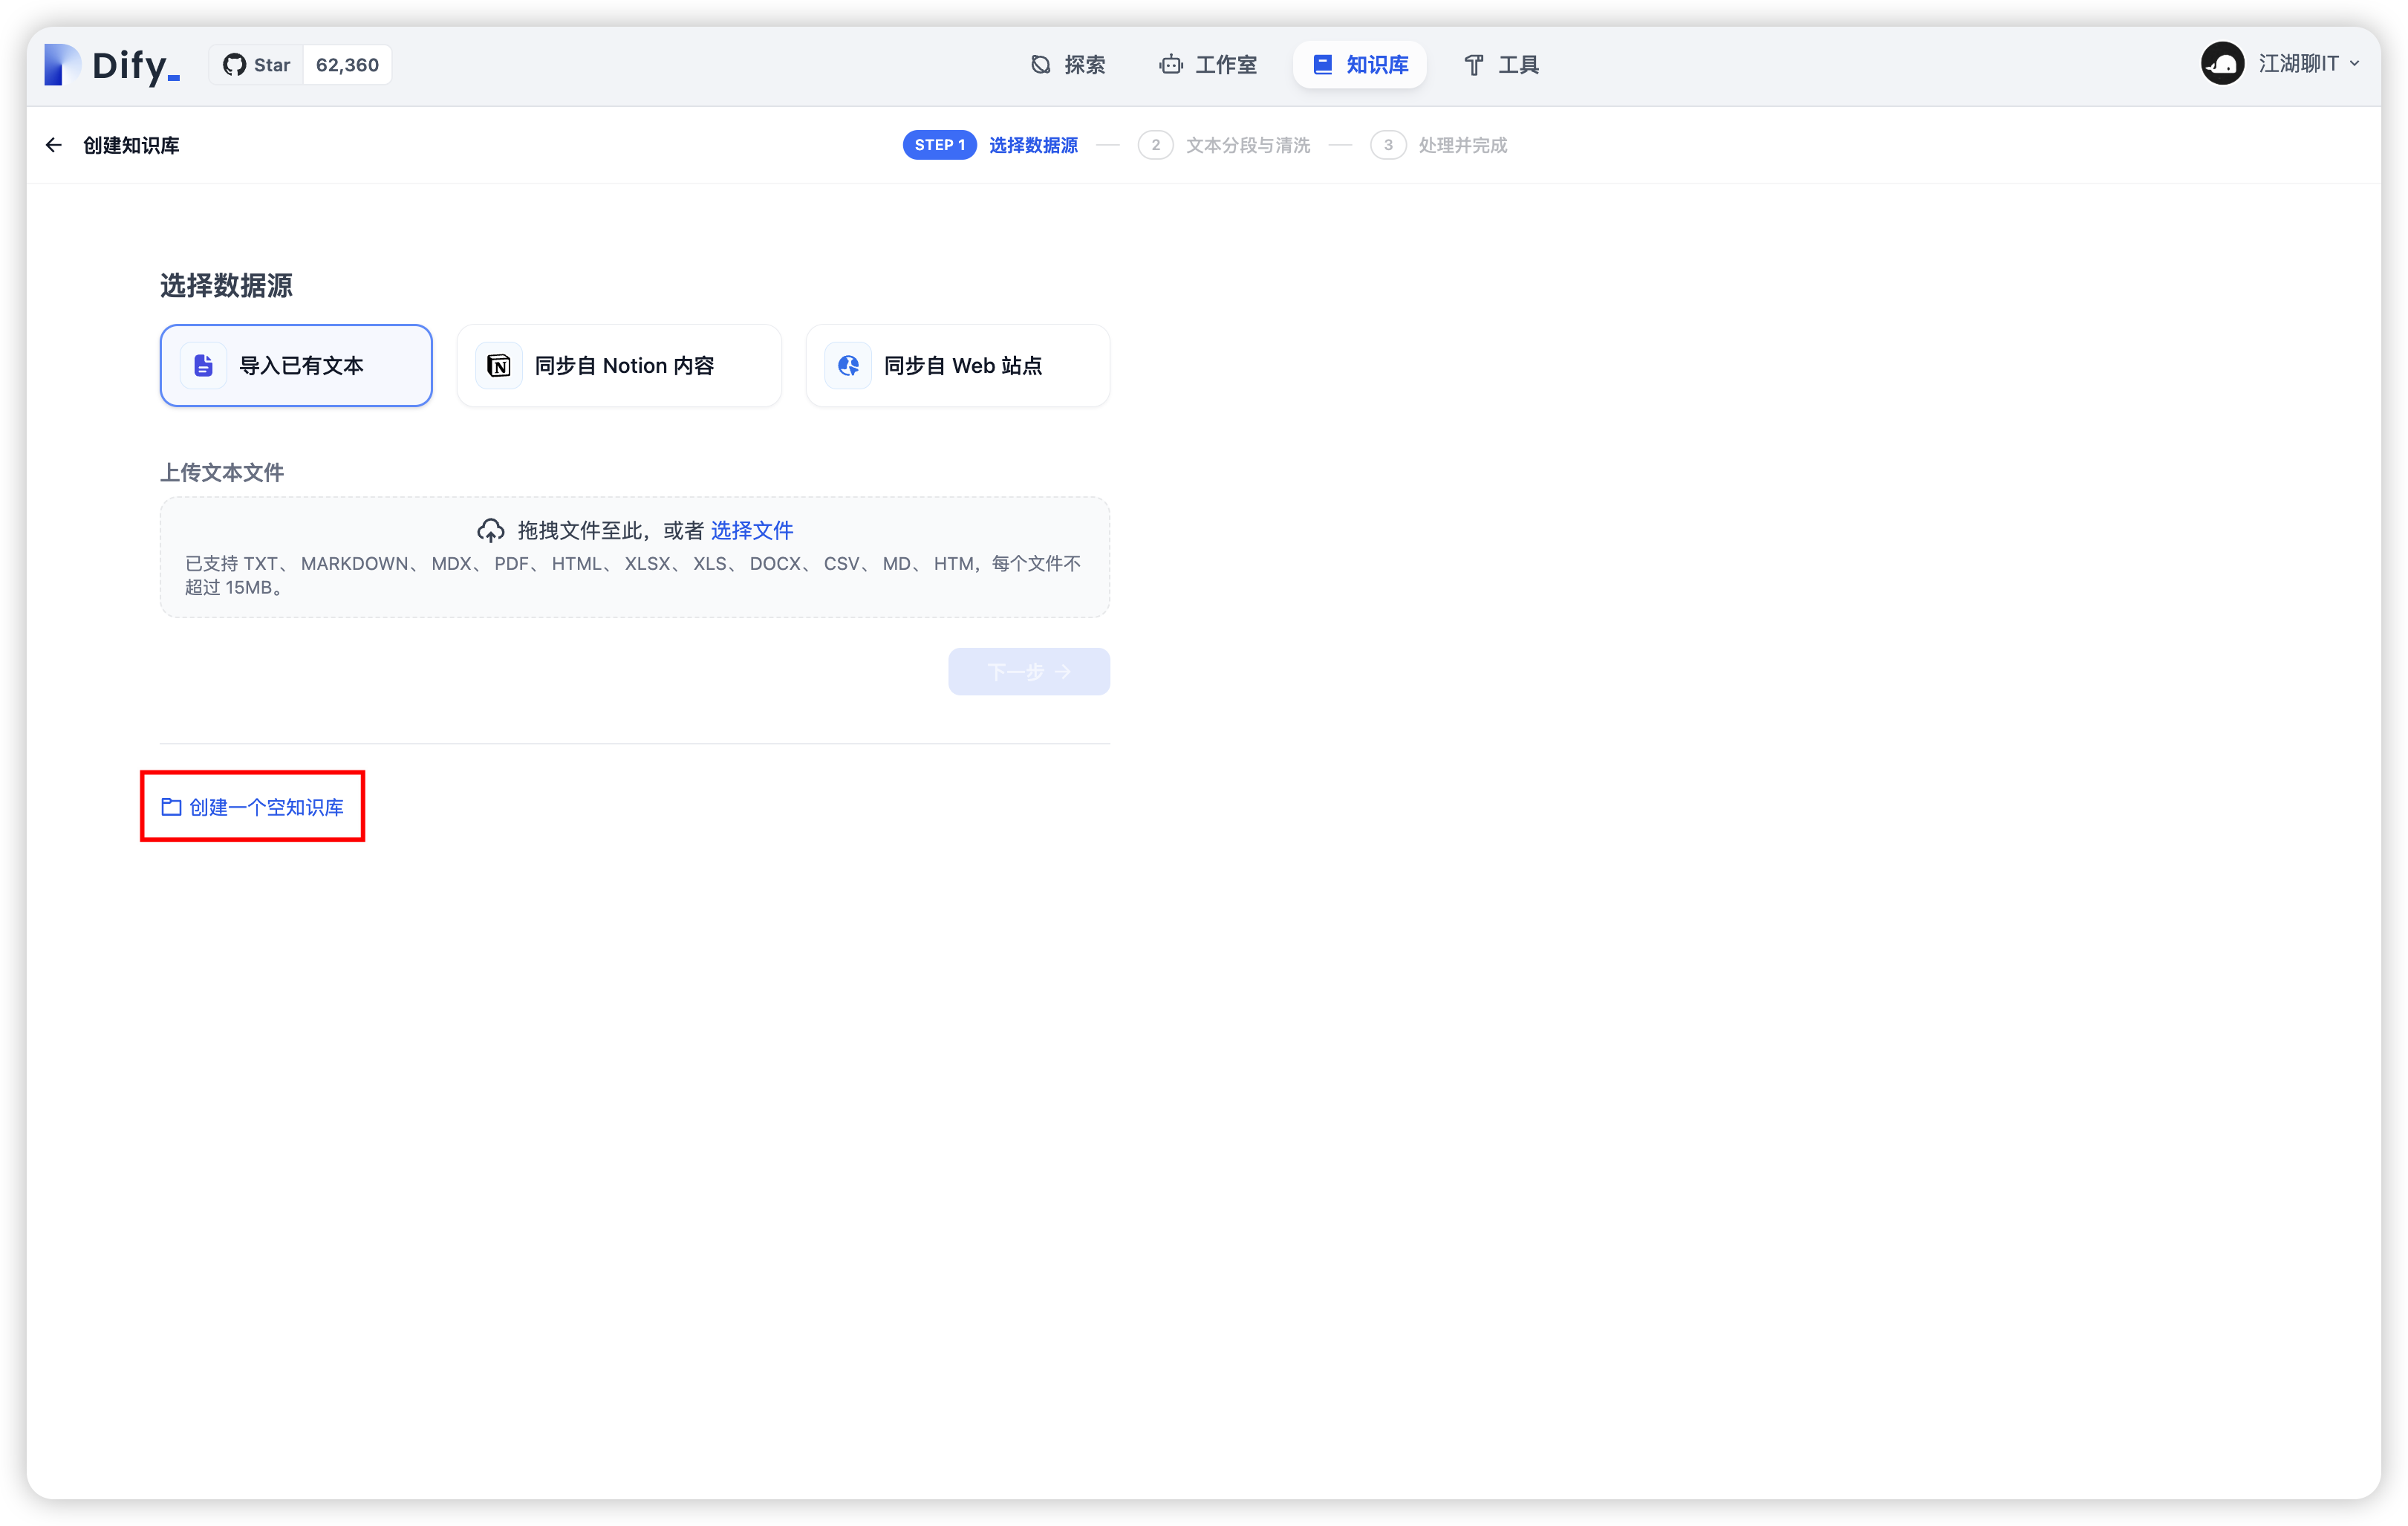 Dify_
Star 62,360
探索
工作室
知识库
工具
江湖聊IT
创建知识库
STEP 1 选择数据源
2 文本分段与清洗
3 处理并完成
选择数据源
导入已有文本
同步自 Notion 内容
同步自 Web 站点
上传文本文件
拖拽文件至此，或者 选择文件
已支持 TXT、 MARKDOWN、 MDX、 PDF、 HTML、 XLSX、 XLS、 DOCX、 CSV、 MD、 HTM，每个文件不
超过 15MB。
下一步
创建一个空知识库